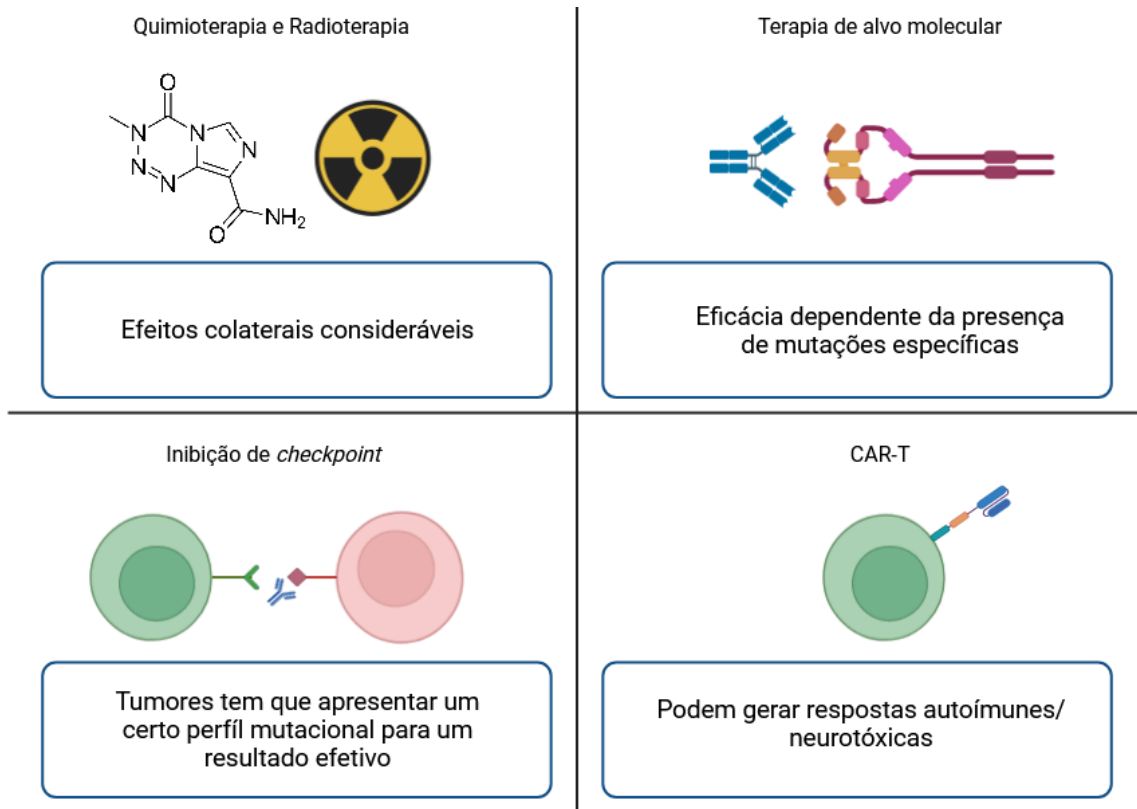 Quimioterapia e Radioterapia
Terapia de alvo molecular
O
N
N
N
N
N
O
NH2
Efeitos colaterais consideráveis
Eficácia dependente da presença
de mutações específicas
Inibição de checkpoint
CAR-T
Tumores tem que apresentar um
certo perfíl mutacional para um
resultado efetivo
Podem gerar respostas autoímunes/
neurotóxicas